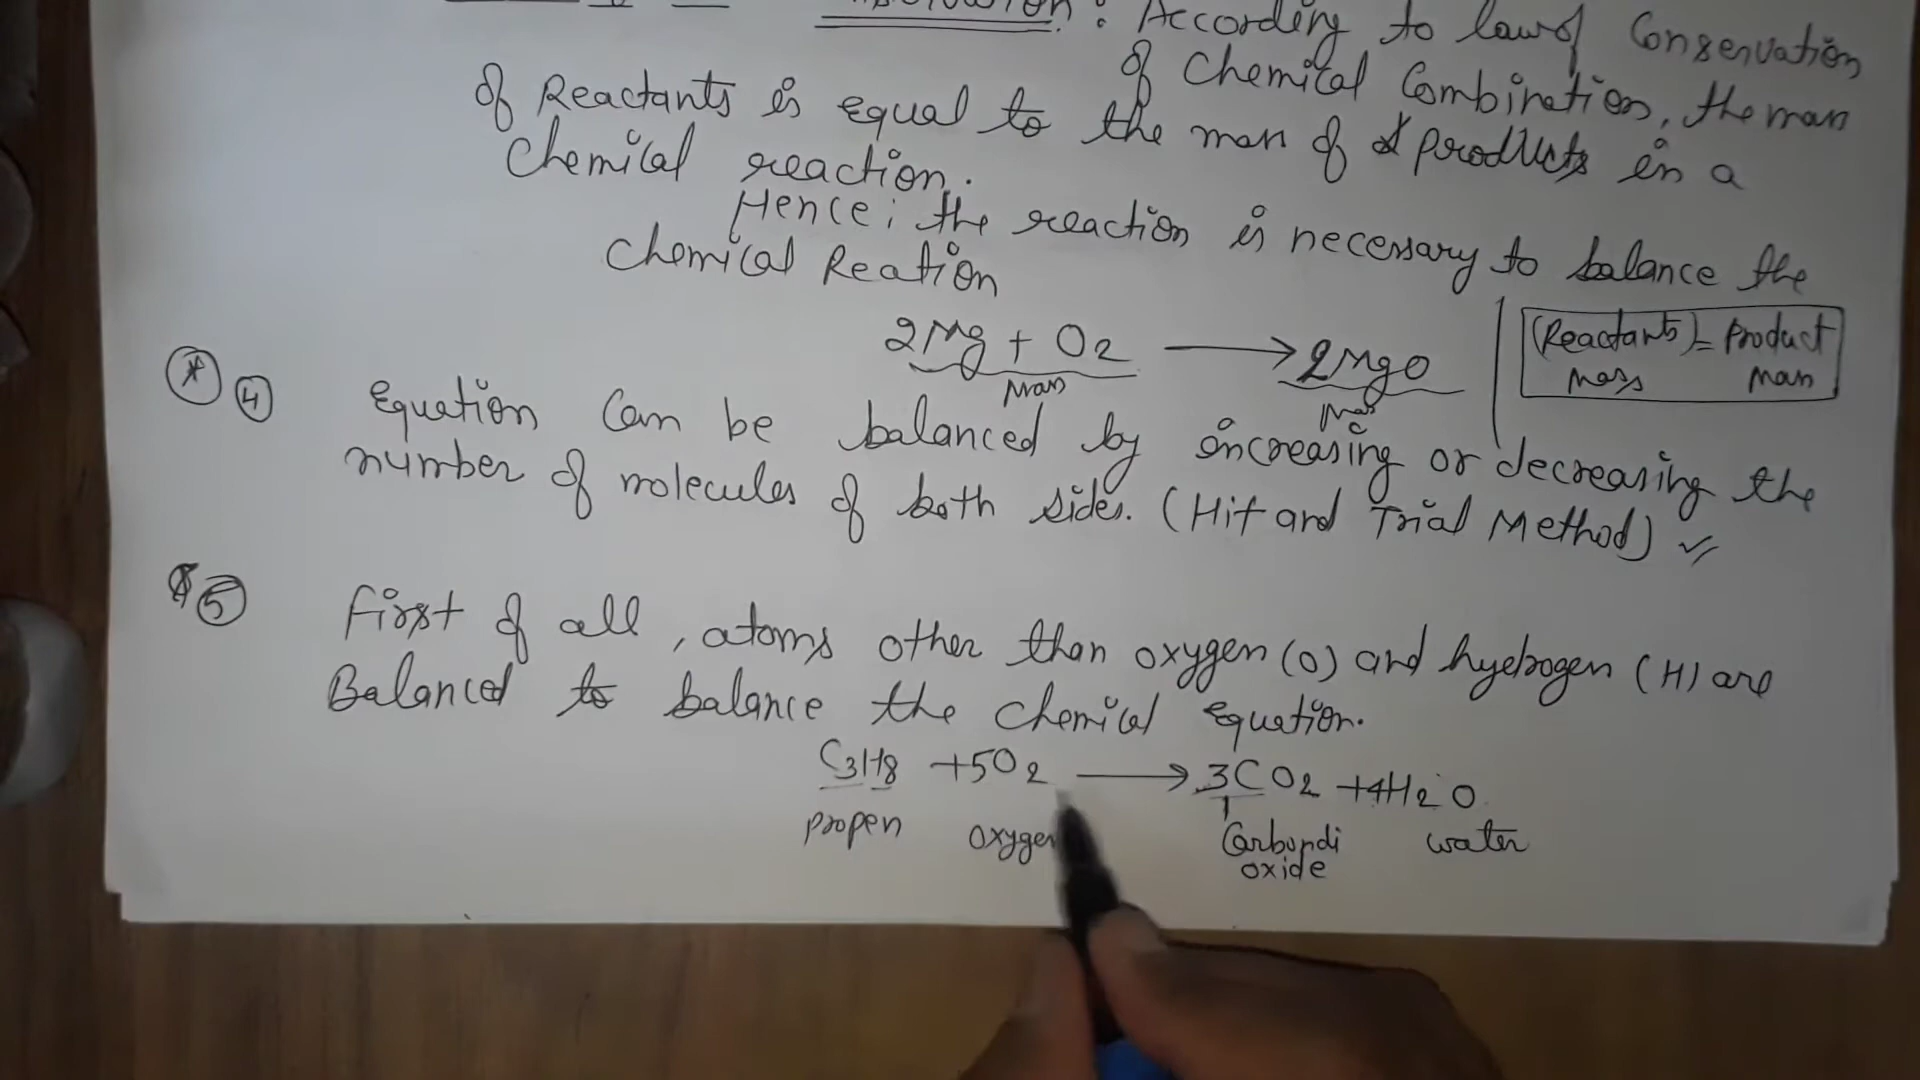 : According to law of Conservation
of Chemical Combination, the mass
of Reactants is equal to the mass of products in a
Chemical reaction.
Hence; the reaction is necessary to balance the
Chemical Reation
2Mg + O2 → 2MgO
Mass
Mass
(Reactants) = Product
Mass Mass
* 4 Equation Can be balanced by increasing or decreasing the
number of molecules of both sides. (Hit and Trial Method) ✓
* 5 First of all, atoms other than oxygen (O) and hyebrogen (H) are
Balanced to balance the chemical equation.
C3H8 + 5O2 → 3CO2 + 4H2O
propen oxygen Carbondi water
oxide